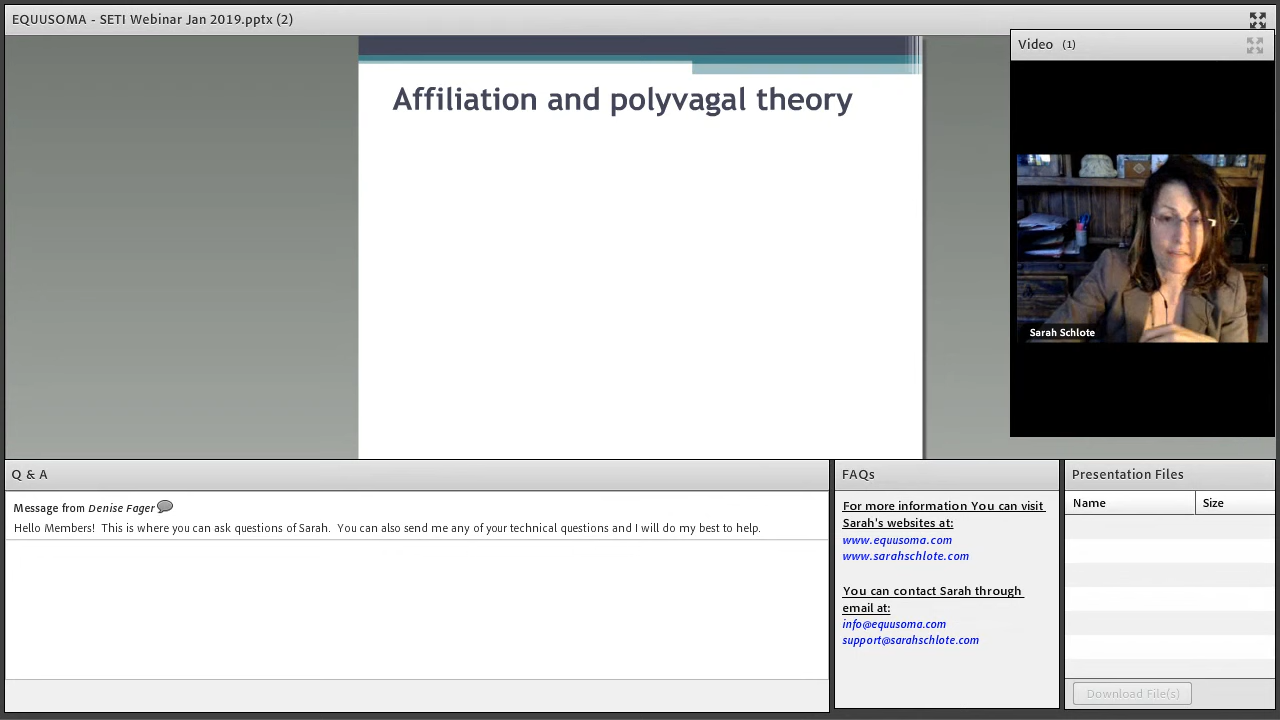 EQUUSOMA - SETI Webinar Jan 2019.pptx (2)
Video (1)
Affiliation and polyvagal theory
Sarah Schlote
Q & A
Message from Denise Fager
Hello Members! This is where you can ask questions of Sarah. You can also send me any of your technical questions and I will do my best to help.
FAQs
For more information You can visit
Sarah's websites at:
www.equusoma.com
www.sarahschlote.com
You can contact Sarah through
email at:
info@equusoma.com
support@sarahschlote.com
Presentation Files
Name Size
Download File(s)